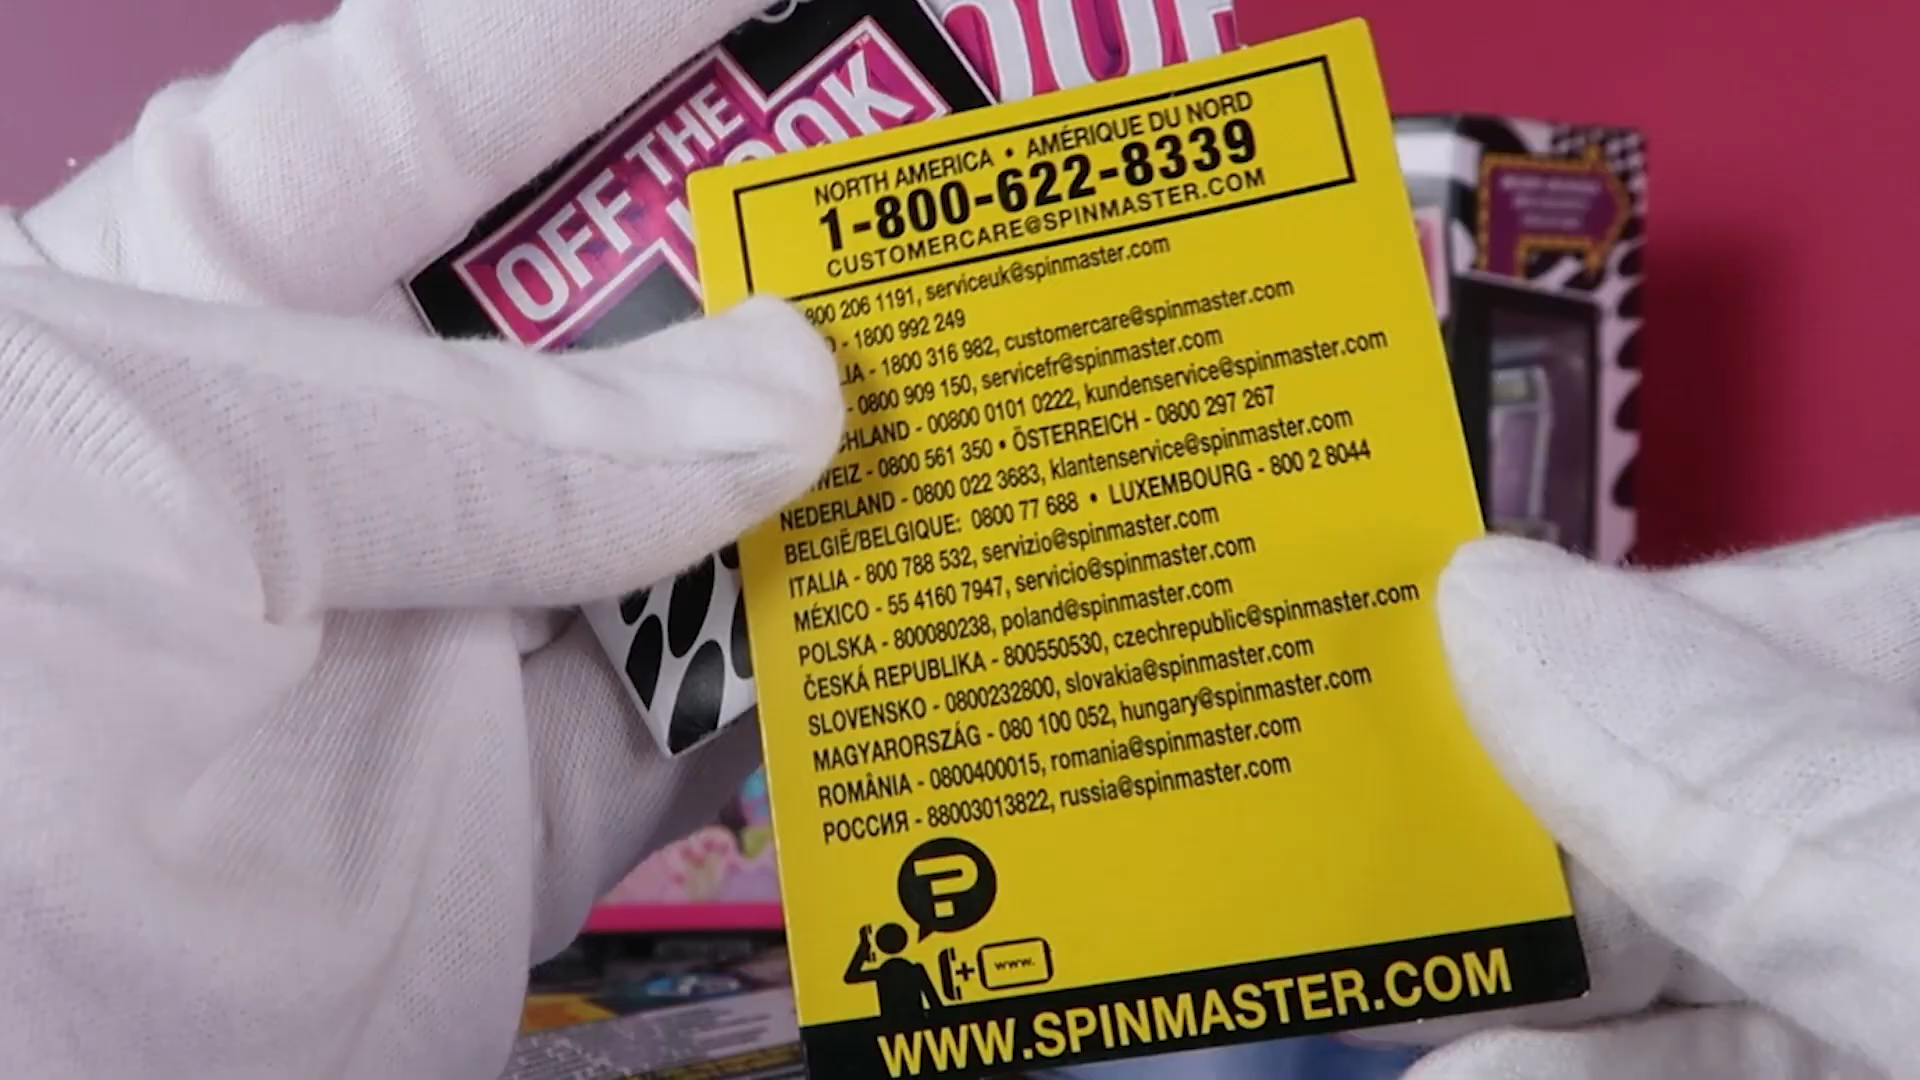 OFF THE
HOOK
NORTH AMERICA • AMÉRIQUE DU NORD
1-800-622-8339
CUSTOMERCARE@SPINMASTER.COM
800 206 1191, serviceuk@spinmaster.com
- 1800 992 249
- 1800 316 982, customercare@spinmaster.com
- 0800 909 150, servicefr@spinmaster.com
- 00800 0101 0222, kundenservice@spinmaster.com
- 0800 561 350 • ÖSTERREICH - 0800 297 267
NEDERLAND - 0800 022 3683, klantenservice@spinmaster.com
BELGIË/BELGIQUE: 0800 77 688 • LUXEMBOURG - 800 2 8044
ITALIA - 800 788 532, servizio@spinmaster.com
MÉXICO - 55 4160 7947, servicio@spinmaster.com
POLSKA - 800080238, poland@spinmaster.com
ČESKÁ REPUBLIKA - 800550530, czechrepublic@spinmaster.com
SLOVENSKO - 0800232800, slovakia@spinmaster.com
MAGYARORSZÁG - 080 100 052, hungary@spinmaster.com
ROMÂNIA - 0800400015, romania@spinmaster.com
РОССИЯ - 88003013822, russia@spinmaster.com
?
www.
WWW.SPINMASTER.COM